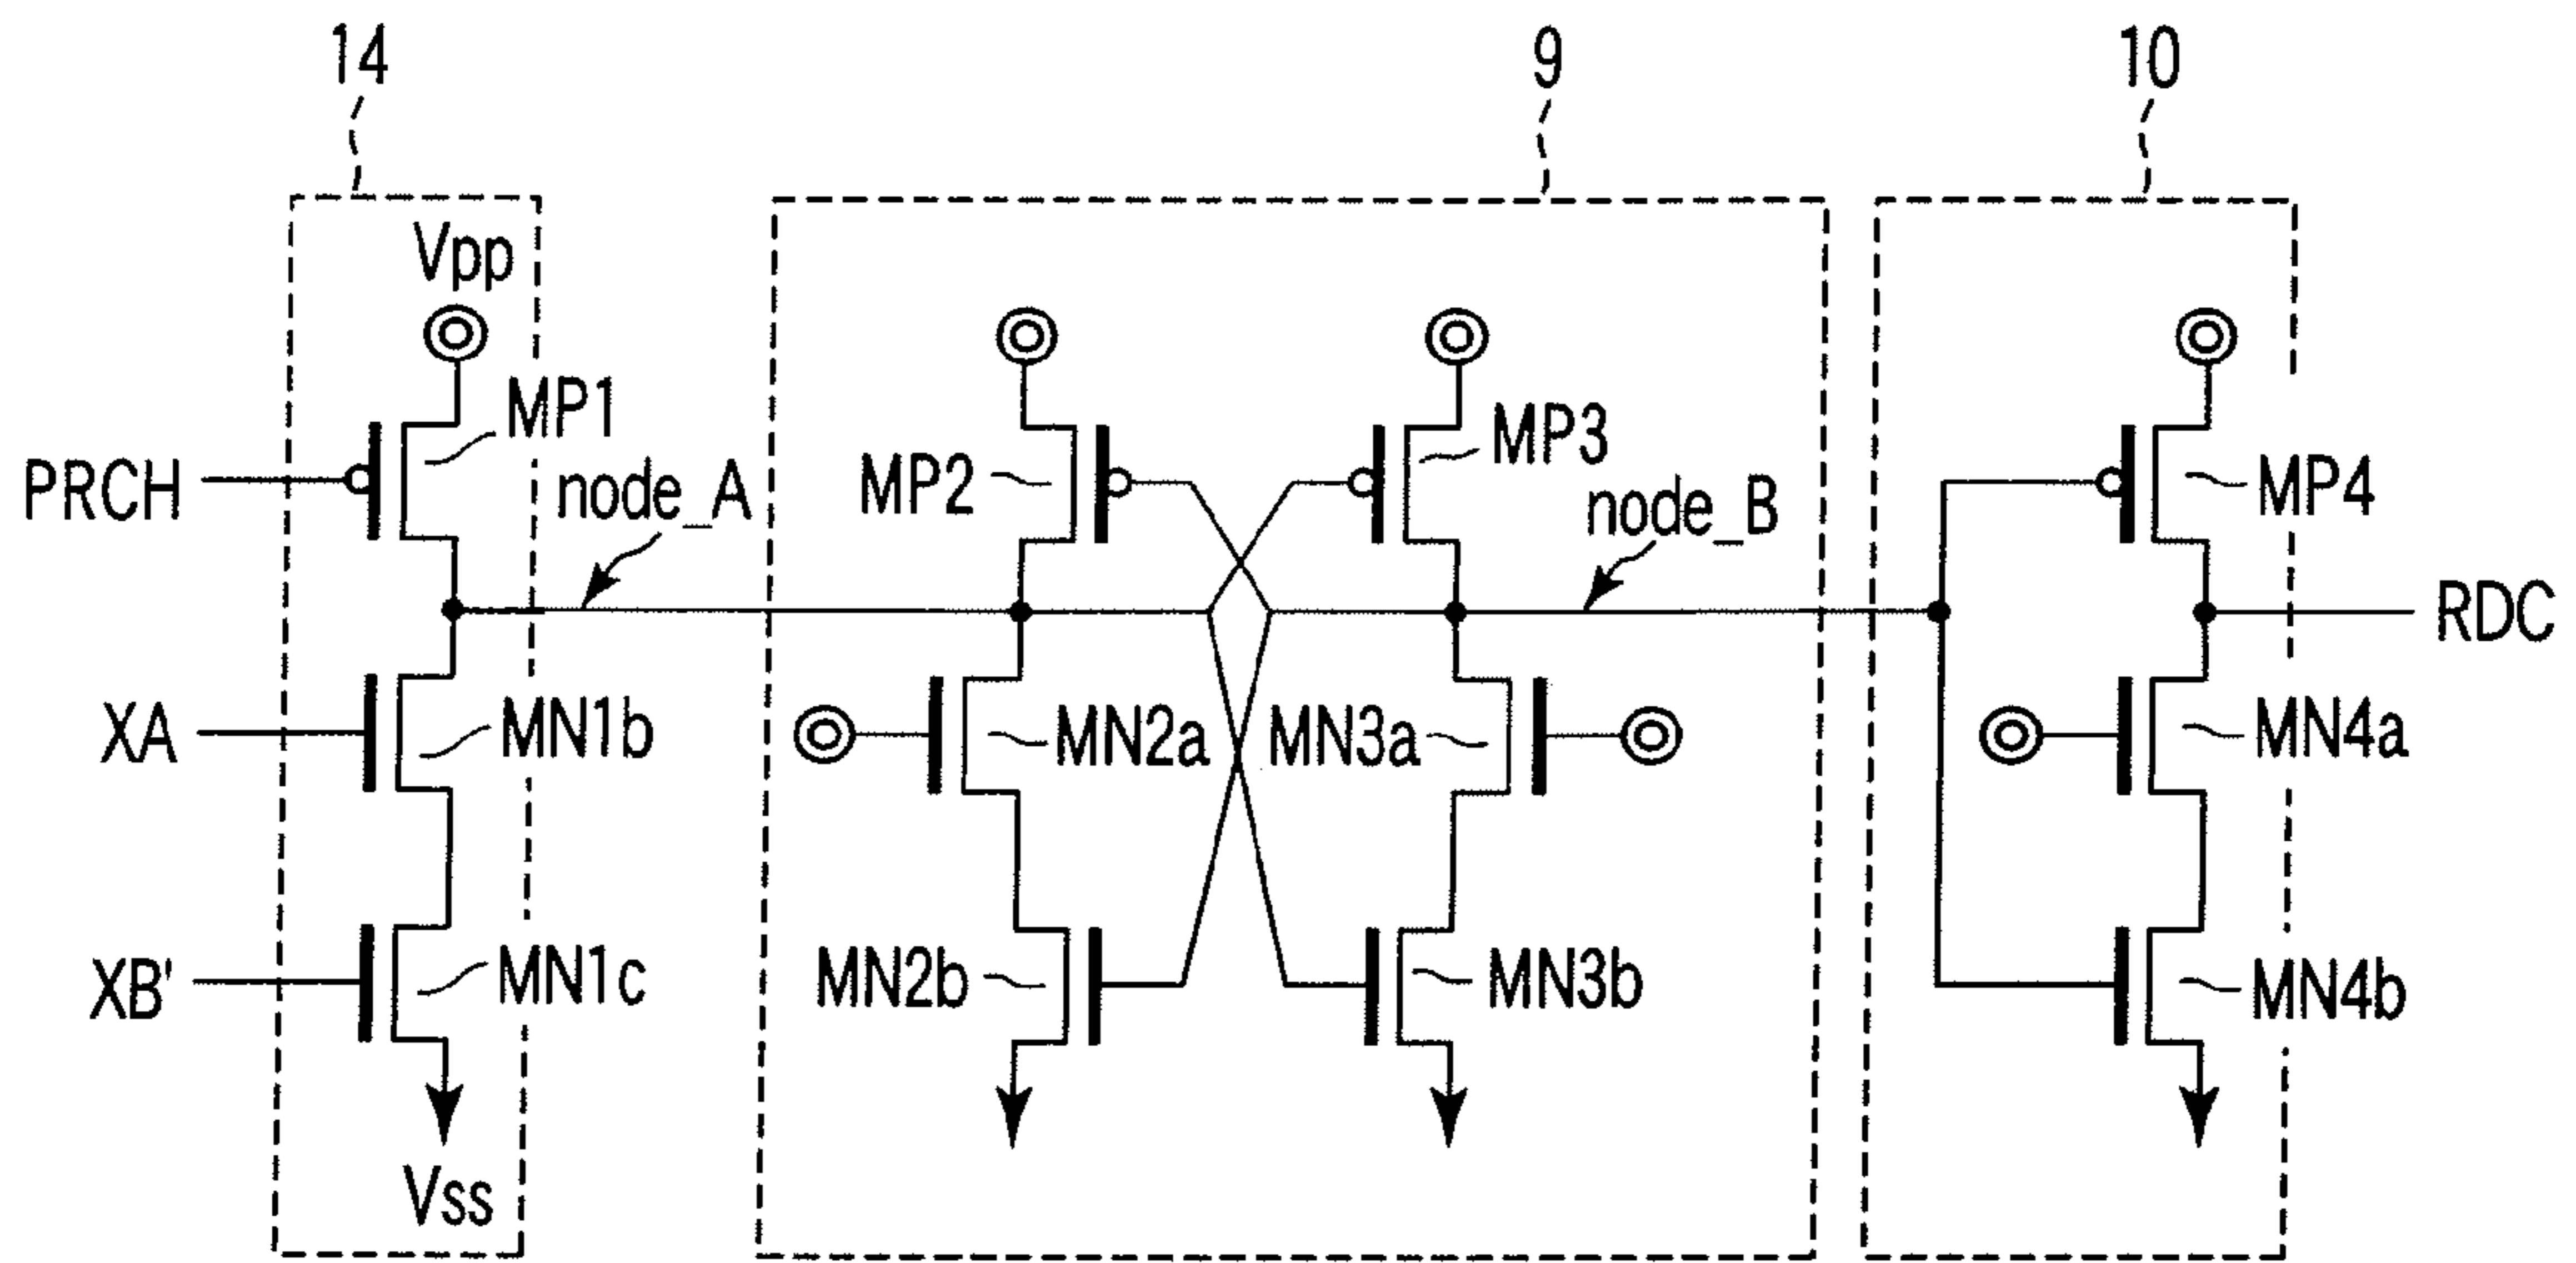 14
9
10
Vpp
MP1
PRCH
node_A
MP2
MP3
node_B
MP4
RDC
XA
MN1b
MN2a
MN3a
MN4a
XB'
MN1c
MN2b
MN3b
MN4b
Vss